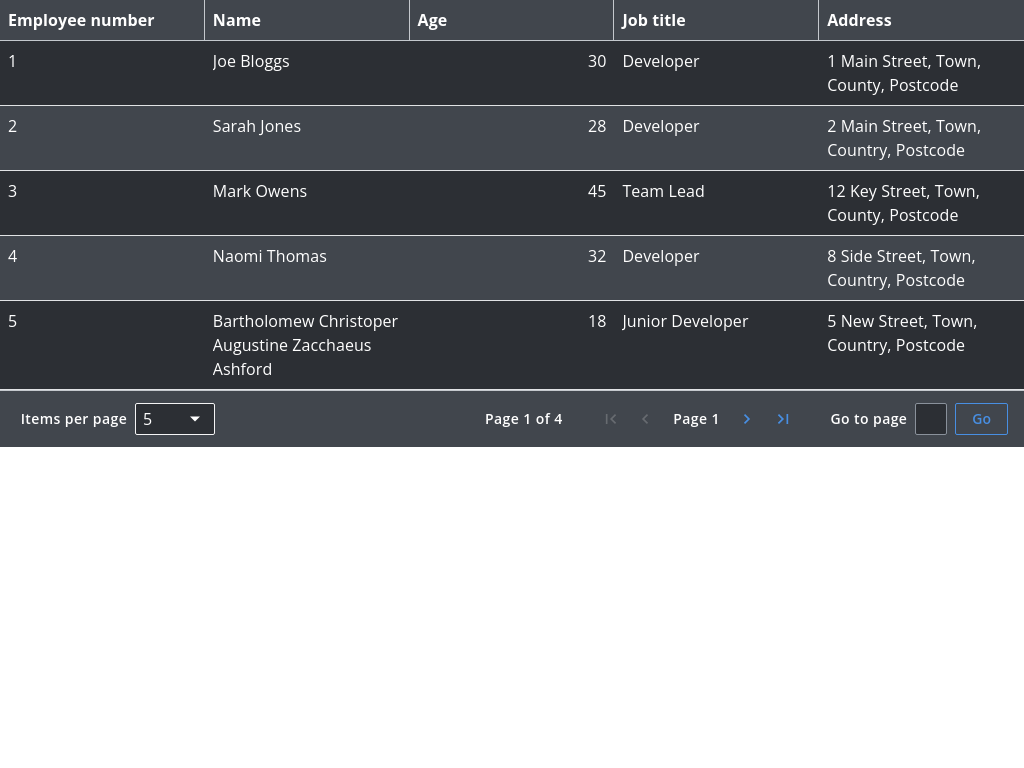 Employee number Name Age Job title Address
1 Joe Bloggs 30 Developer 1 Main Street, Town,
County, Postcode
2 Sarah Jones 28 Developer 2 Main Street, Town,
Country, Postcode
3 Mark Owens 45 Team Lead 12 Key Street, Town,
County, Postcode
4 Naomi Thomas 32 Developer 8 Side Street, Town,
Country, Postcode
5 Bartholomew Christoper 18 Junior Developer 5 New Street, Town,
Augustine Zacchaeus Country, Postcode
Ashford
Items per page 5 Page 1 of 4 Page 1 Go to page Go